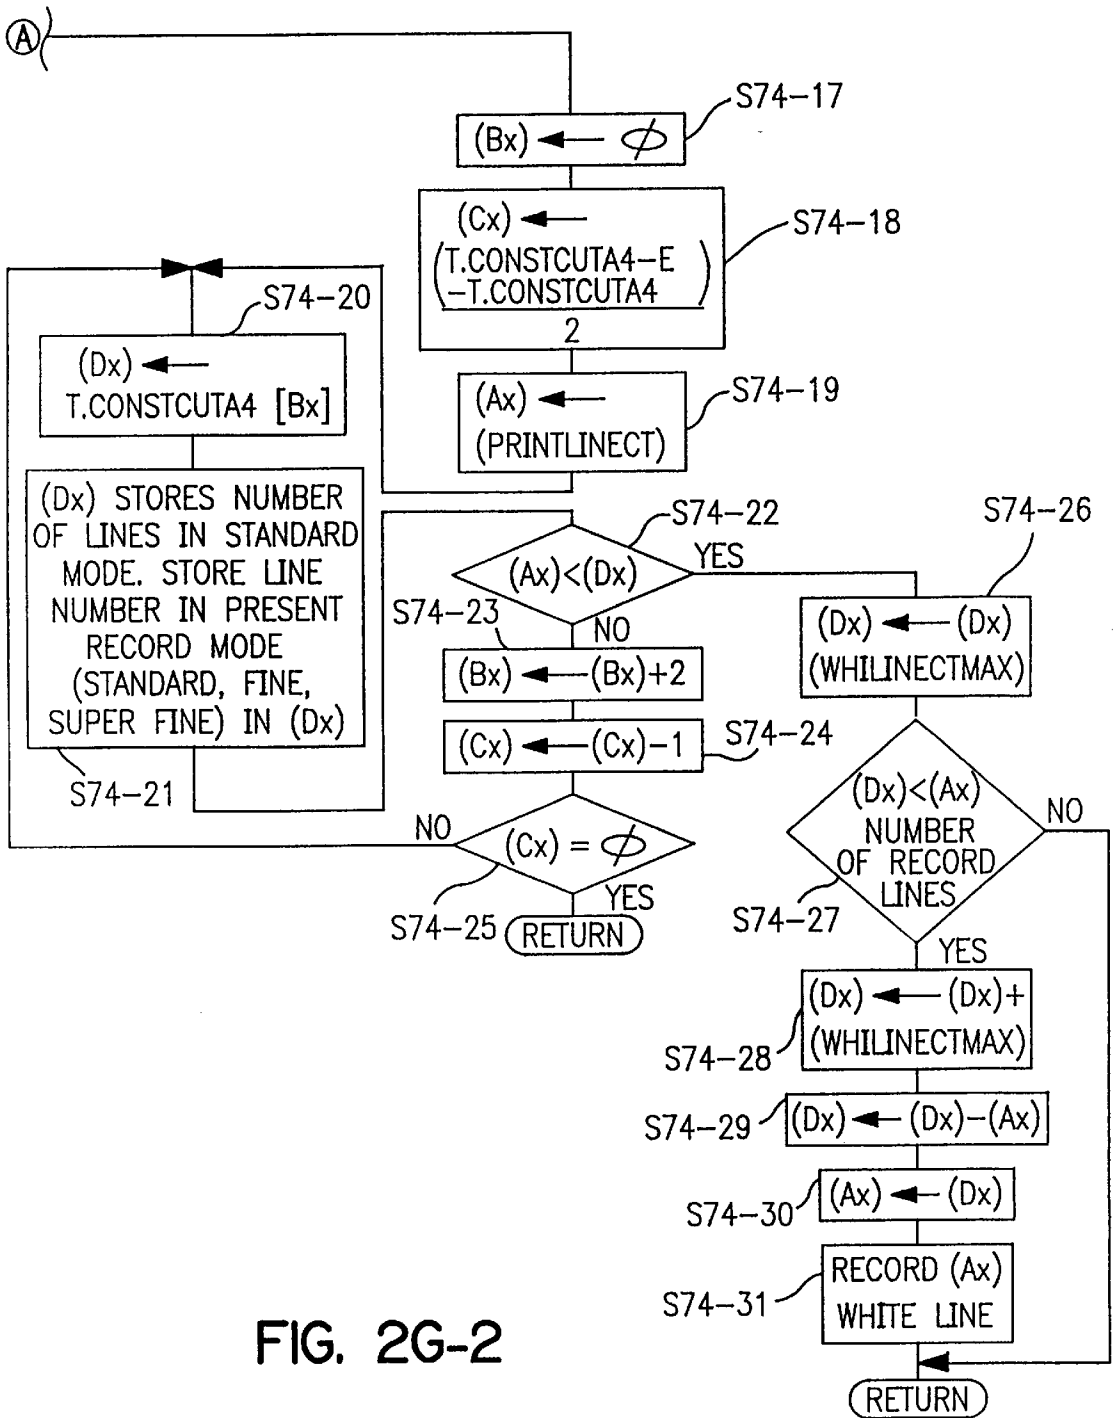 A
S74-17
(Bx) ← ϕ
S74-18
(Cx) ←
(T.CONSTCUTA4-E
-T.CONSTCUTA4)
2
S74-19
(Ax) ←
(PRINTLINECT)
S74-20
(Dx) ←
T.CONSTCUTA4 [Bx]
(Dx) STORES NUMBER
OF LINES IN STANDARD
MODE. STORE LINE
NUMBER IN PRESENT
RECORD MODE
(STANDARD, FINE,
SUPER FINE) IN (Dx)
S74-21
S74-22
(Ax)<(Dx)
YES
NO
S74-23
(Bx) ← (Bx)+2
(Cx) ← (Cx)-1
S74-24
(Cx) = ϕ
NO
YES
S74-25
RETURN
S74-26
(Dx) ← (Dx)
(WHILINECTMAX)
(Dx)<(Ax)
NUMBER
OF RECORD
LINES
NO
S74-27
YES
(Dx) ← (Dx)+
(WHILINECTMAX)
S74-28
(Dx) ← (Dx)-(Ax)
S74-29
(Ax) ← (Dx)
S74-30
RECORD (Ax)
WHITE LINE
S74-31
RETURN
FIG. 2G-2